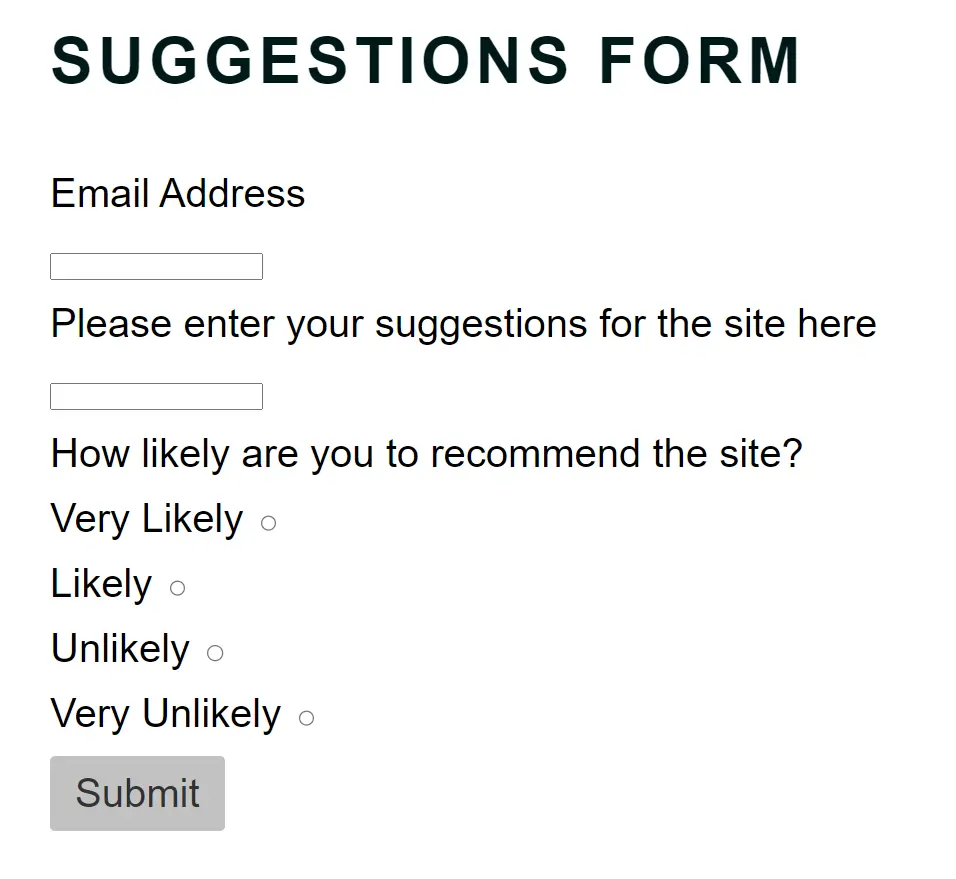 SUGGESTIONS FORM
Email Address
Please enter your suggestions for the site here
How likely are you to recommend the site?
Very Likely
Likely
Unlikely
Very Unlikely
Submit